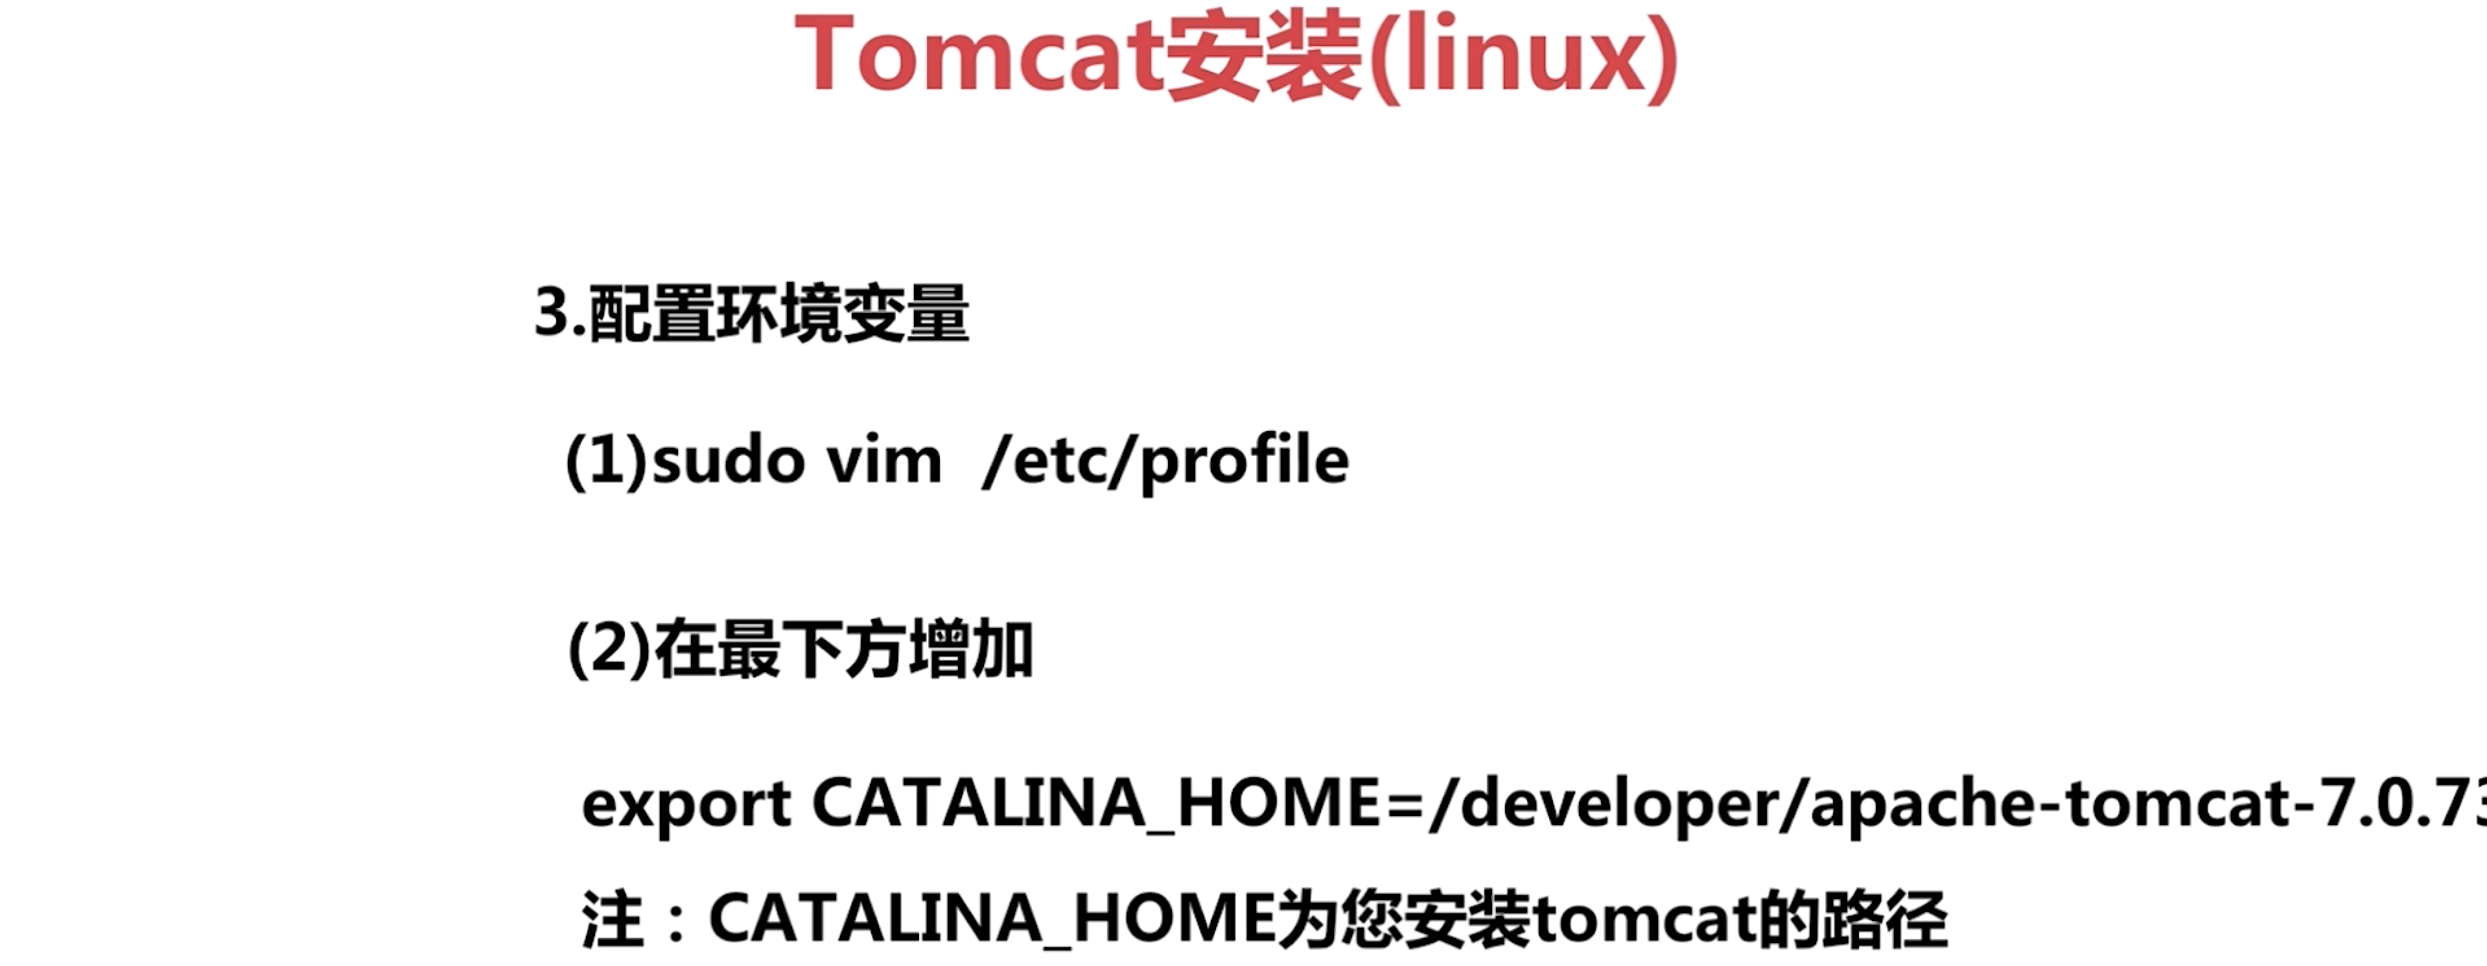 Tomcat安装(linux)
3.配置环境变量
(1)sudo vim  /etc/profile
(2)在最下方增加
export CATALINA_HOME=/developer/apache-tomcat-7.0.73
注：CATALINA_HOME为您安装tomcat的路径